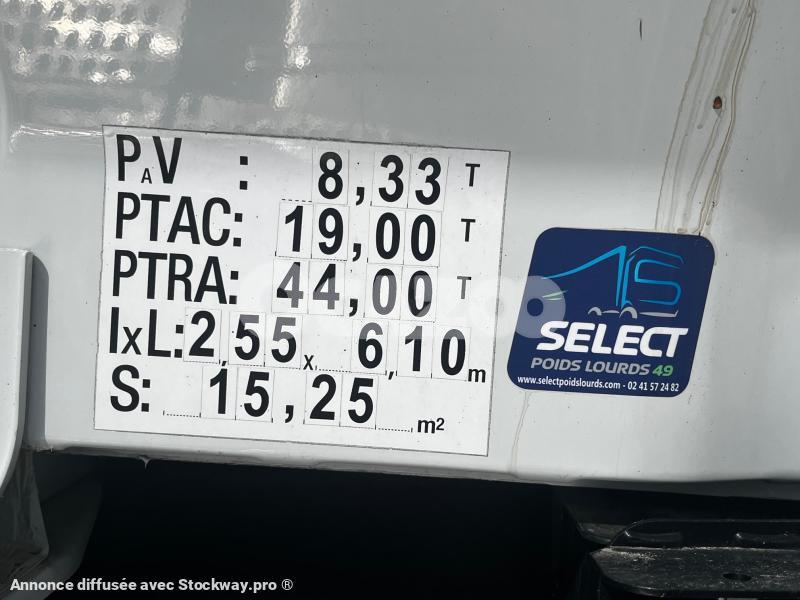 PAV : 8,33 T
PTAC: 19,00 T
PTRA: 44,00 T
IxL: 2,55 x 6,10 m
S: 15,25 m²
SELECT
POIDS LOURDS 49
www.selectpoidslourds.com - 02 41 57 24 82
Annonce diffusée avec Stockway.pro ®